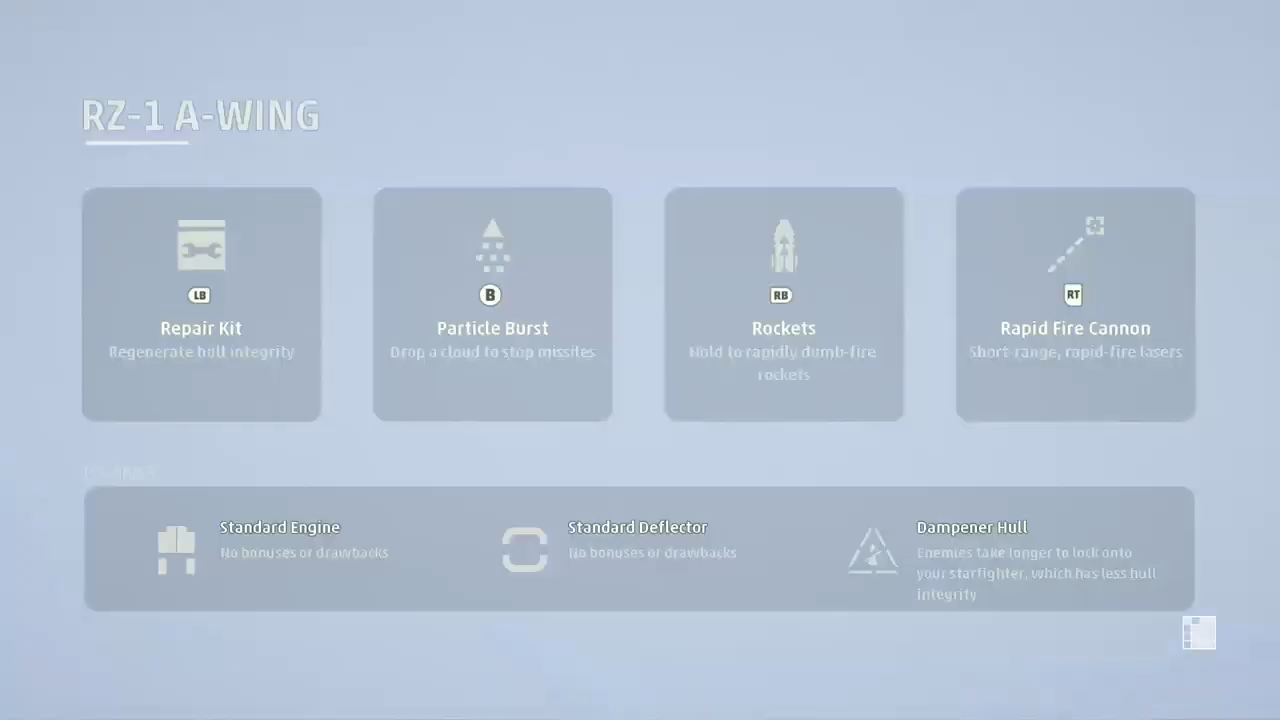 RZ-1 A-WING
LB
Repair Kit
Regenerate hull integrity
B
Particle Burst
Drop a cloud to stop missiles
RB
Rockets
Hold to rapidly dumb-fire
rockets
RT
Rapid Fire Cannon
Short-range, rapid-fire lasers
Standard Engine
No bonuses or drawbacks
Standard Deflector
No bonuses or drawbacks
Dampener Hull
Enemies take longer to lock onto
your starfighter, which has less hull
integrity